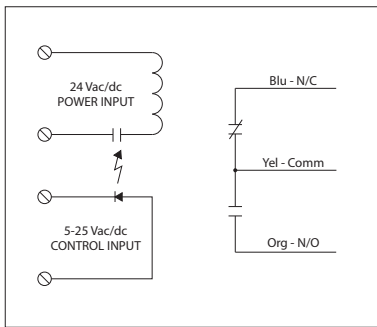 24 Vac/dc
POWER INPUT
5-25 Vac/dc
CONTROL INPUT
Blu - N/C
Yel - Comm
Org - N/O